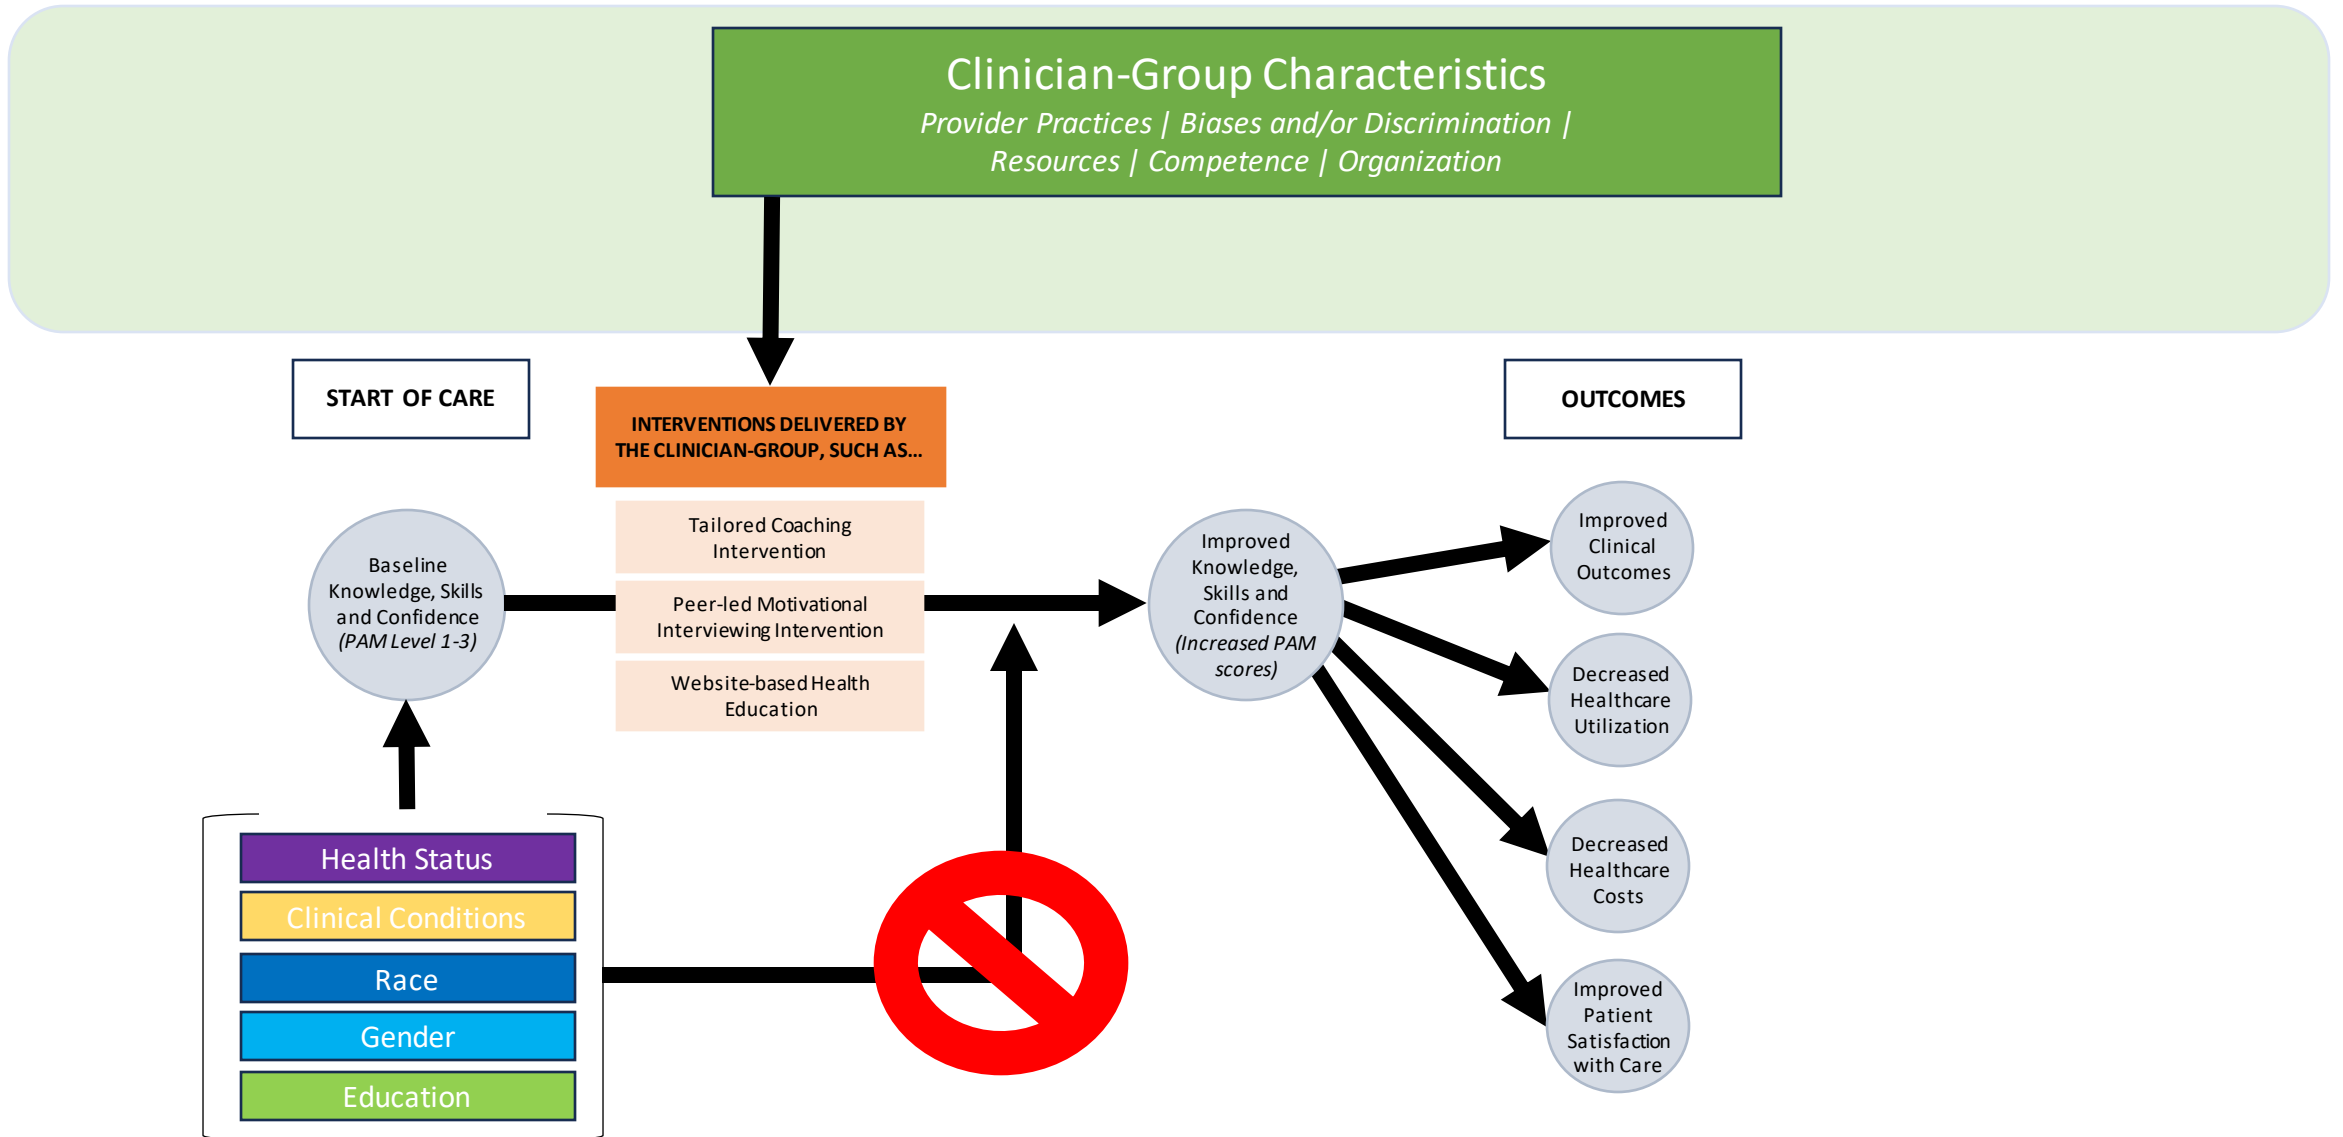 Clinician-Group Characteristics
Provider Practices | Biases and/or Discrimination |
Resources | Competence | Organization
START OF CARE
OUTCOMES
INTERVENTIONS DELIVERED BY
THE CLINICIAN-GROUP, SUCH AS...
Baseline
Knowledge, Skills
and Confidence
(PAM Level 1-3)
Tailored Coaching
Intervention
Peer-led Motivational
Interviewing Intervention
Website-based Health
Education
Improved
Knowledge,
Skills and
Confidence
(Increased PAM
scores)
Improved
Clinical
Outcomes
Decreased
Healthcare
Utilization
Decreased
Healthcare
Costs
Improved
Patient
Satisfaction
with Care
Health Status
Clinical Conditions
Race
Gender
Education